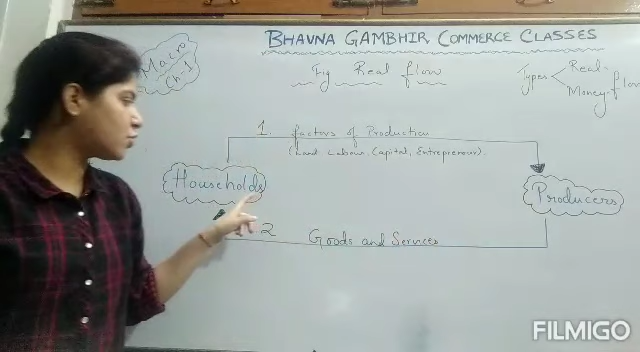 BHAVNA GAMBHIR COMMERCE CLASSES
Macro
Ch-1
Fig Real flow
Types
Real
Money flow
1. factors of Production
(Land Labour, Capital, Entrepreneur).
Households
Producers
2 Goods and Services
FILMIGO